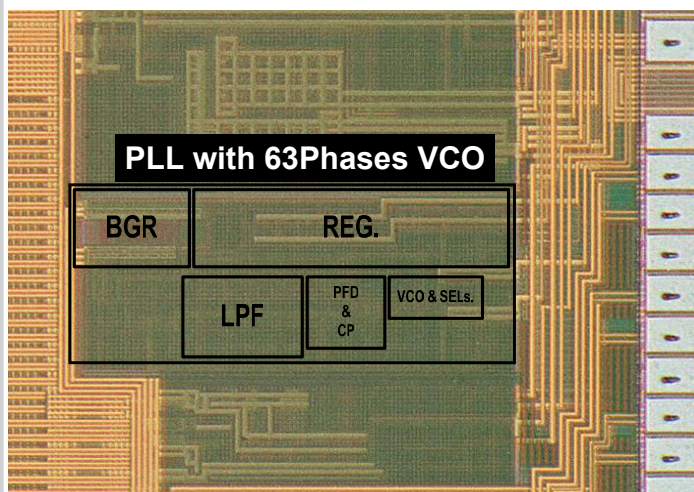 PLL with 63Phases VCO
BGR
REG.
LPF
PFD
&
CP
VCO & SELs.